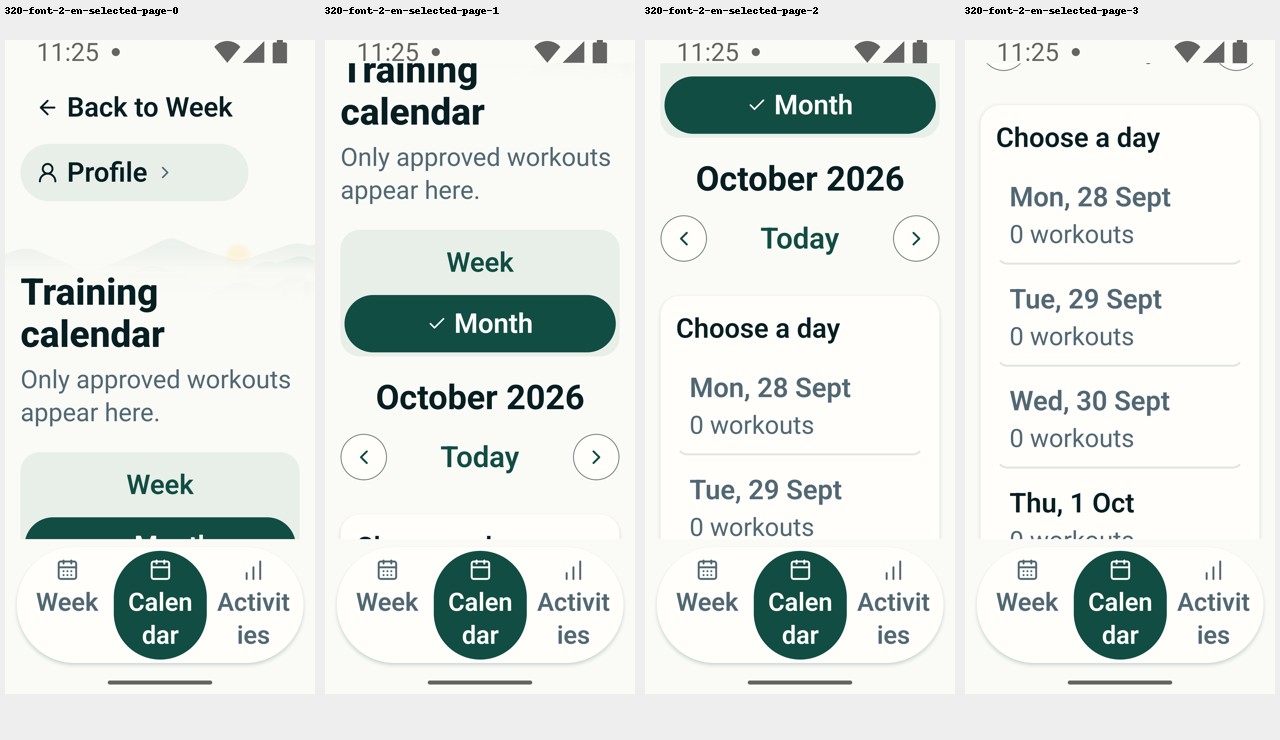 320-font-2-en-selected-page-0
11:25
Back to Week
Profile
Training
calendar
Only approved workouts
appear here.
Week
Month
Week
Calen
dar
Activit
ies
320-font-2-en-selected-page-1
11:25
Training
calendar
Only approved workouts
appear here.
Week
Month
October 2026
Today
Week
Calen
dar
Activit
ies
320-font-2-en-selected-page-2
11:25
Month
October 2026
Today
Choose a day
Mon, 28 Sept
0 workouts
Tue, 29 Sept
0 workouts
Week
Calen
dar
Activit
ies
320-font-2-en-selected-page-3
11:25
Choose a day
Mon, 28 Sept
0 workouts
Tue, 29 Sept
0 workouts
Wed, 30 Sept
0 workouts
Thu, 1 Oct
0 workouts
Week
Calen
dar
Activit
ies